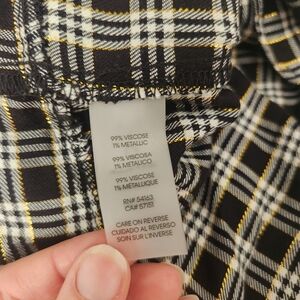 99% VISCOSE
1% METALLIC
99% VISCOSA
1% METALICO
99% VISCOSE
1% METALLIQUE
RN# 54163
CA# 57151
CARE ON REVERSE
CUIDADO AL REVERSO
SOIN SUR L'INVERSE